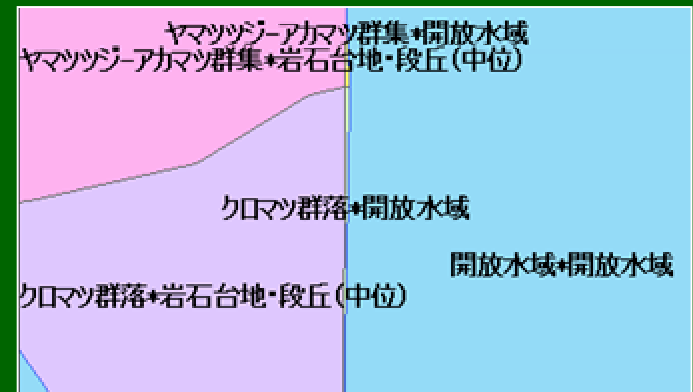 ヤマツツジーアカマツ群集*開放水域
ヤマツツジーアカマツ群集*岩石台地・段丘(中位)
クロマツ群落*開放水域
開放水域*開放水域
クロマツ群落*岩石台地・段丘(中位)